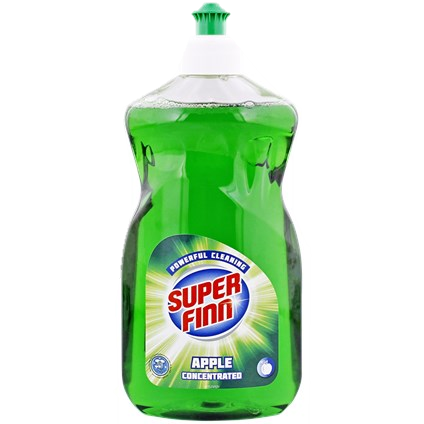 POWERFUL CLEANING
SUPER
FINN
APPLE
CONCENTRATED